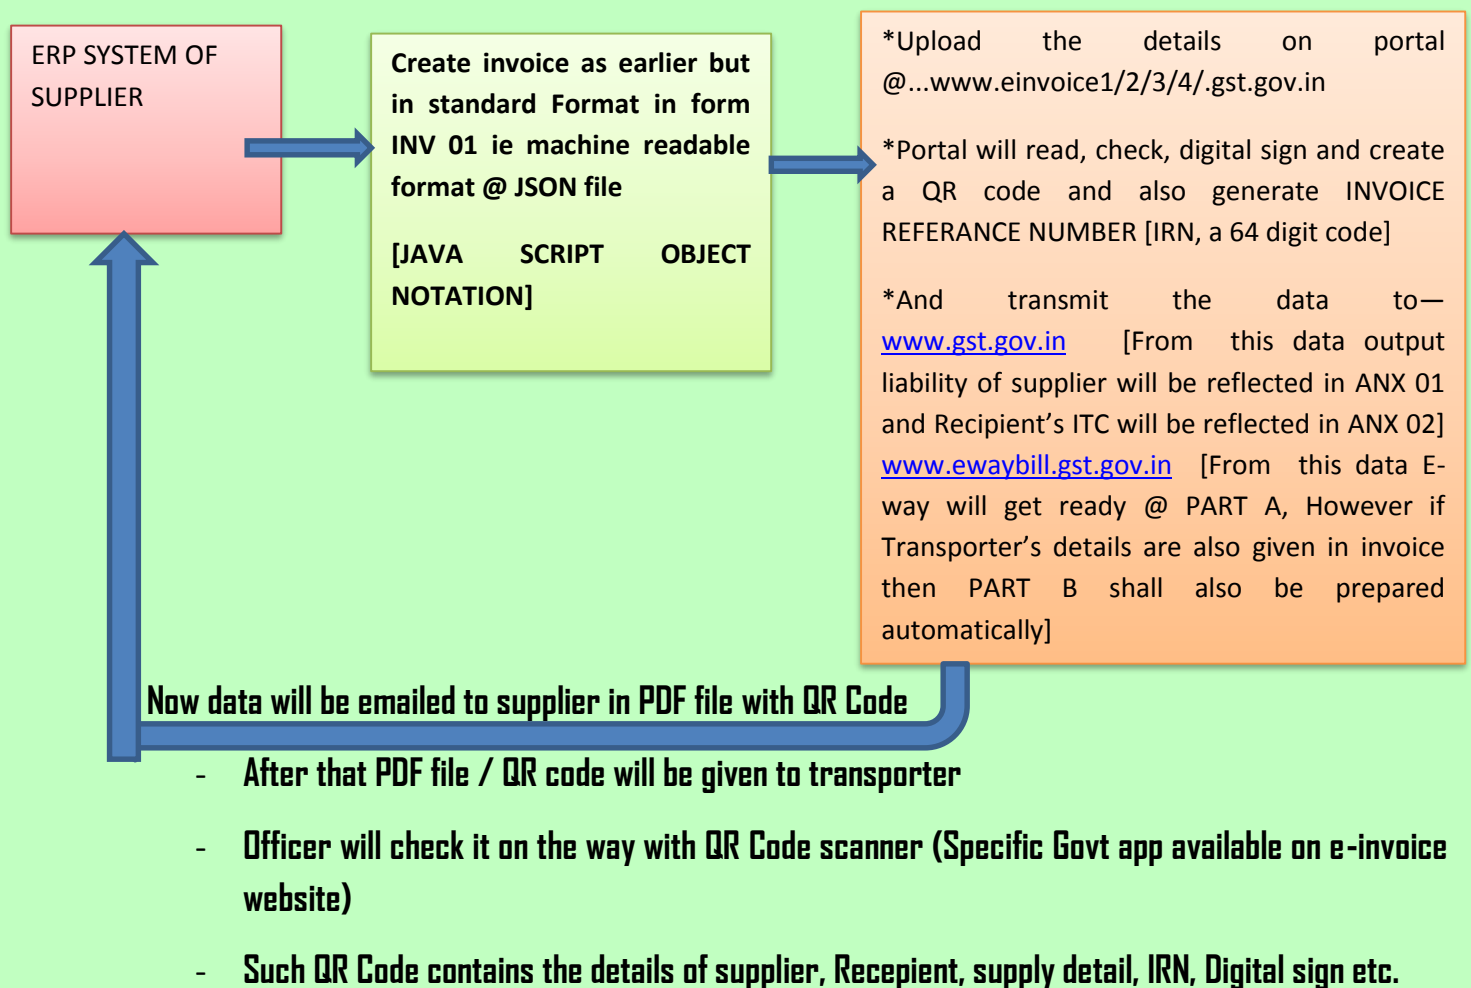 ERP SYSTEM OF
SUPPLIER
Create invoice as earlier but
in standard Format in form
INV 01 ie machine readable
format @ JSON file
[JAVA SCRIPT OBJECT
NOTATION]
*Upload the details on portal
@...www.einvoice1/2/3/4/.gst.gov.in
*Portal will read, check, digital sign and create
a QR code and also generate INVOICE
REFERANCE NUMBER [IRN, a 64 digit code]
*And transmit the data to—
www.gst.gov.in [From this data output
liability of supplier will be reflected in ANX 01
and Recipient’s ITC will be reflected in ANX 02]
www.ewaybill.gst.gov.in [From this data E-
way will get ready @ PART A, However if
Transporter’s details are also given in invoice
then PART B shall also be prepared
automatically]
Now data will be emailed to supplier in PDF file with QR Code
- After that PDF file / QR code will be given to transporter
- Officer will check it on the way with QR Code scanner (Specific Govt app available on e-invoice
website)
- Such QR Code contains the details of supplier, Recepient, supply detail, IRN, Digital sign etc.